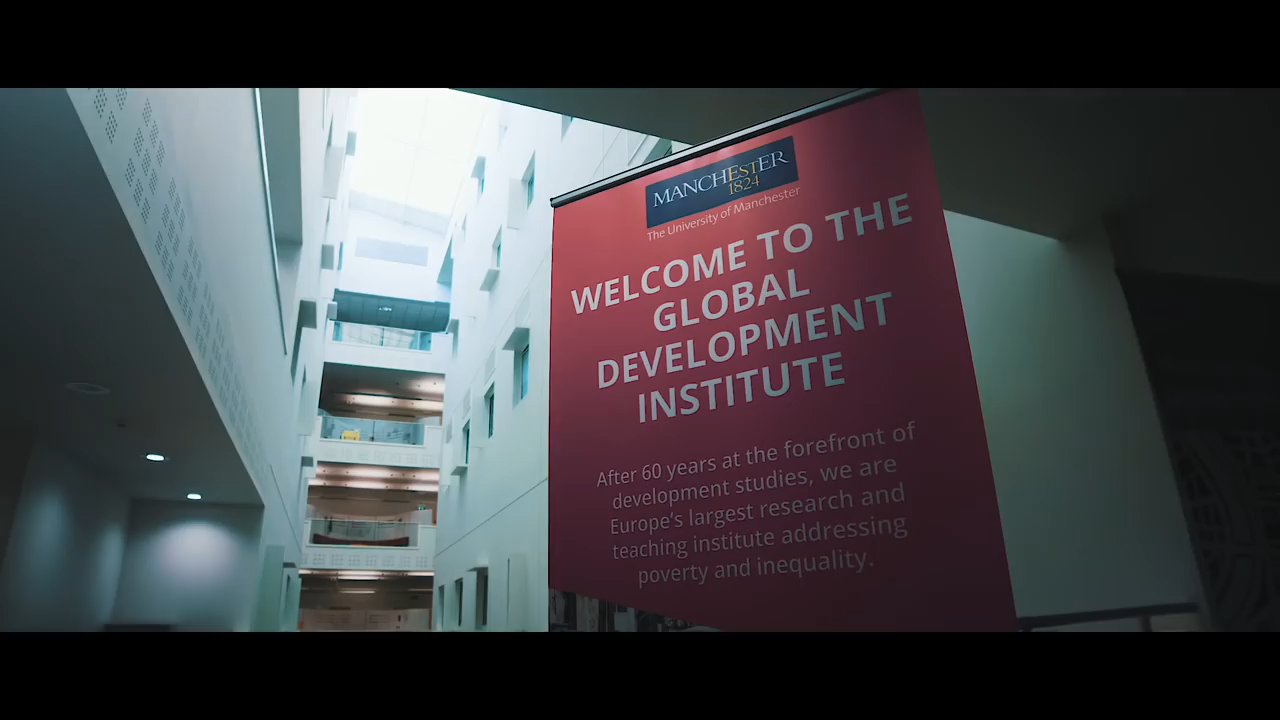 MANCHESTER
1824
The University of Manchester
WELCOME TO THE
GLOBAL
DEVELOPMENT
INSTITUTE
After 60 years at the forefront of
development studies, we are
Europe's largest research and
teaching institute addressing
poverty and inequality.